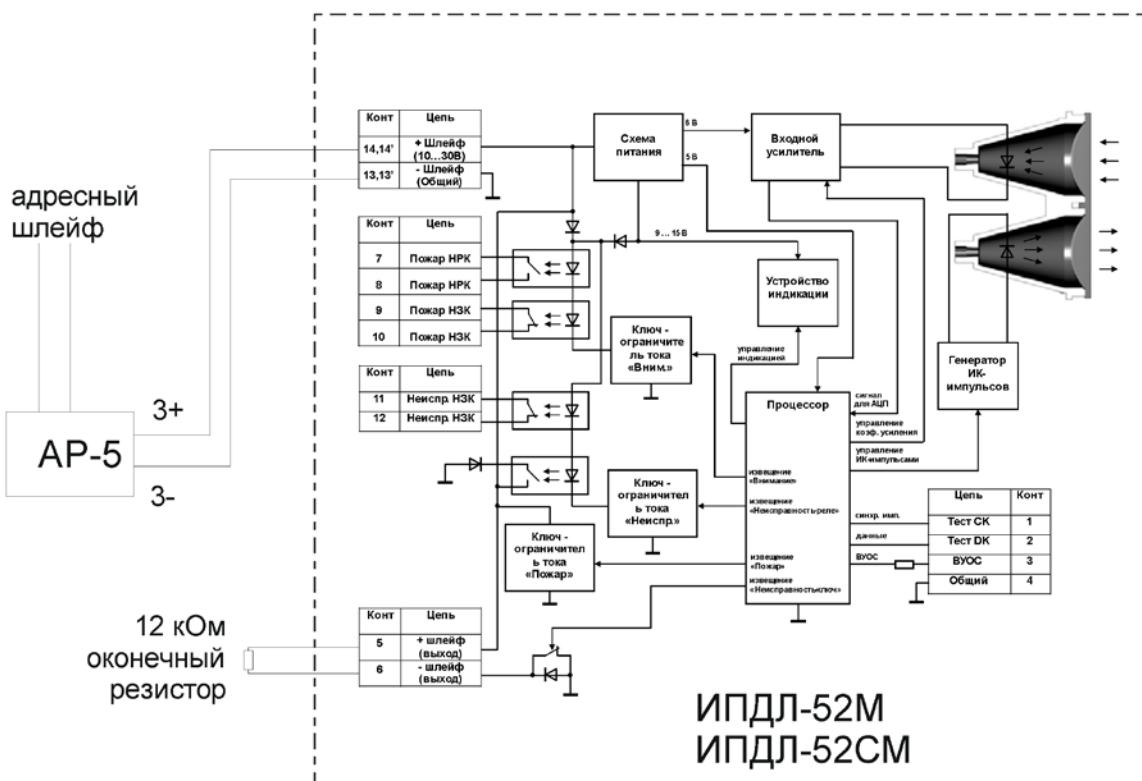 адресный
шлейф
АР-5
3+
3-
12 кОм
оконечный
резистор
Конт Цепь
14,14' + Шлейф
(10...30В)
13,13' - Шлейф
(Общий)
Конт Цепь
7 Пожар НРК
8 Пожар НРК
9 Пожар НЗК
10 Пожар НЗК
Конт Цепь
11 Неиспр. НЗК
12 Неиспр. НЗК
Конт Цепь
5 + шлейф
(выход)
6 - шлейф
(выход)
Схема
питания
6 В
5 В
9 ... 15 В
Входной
усилитель
Устройство
индикации
управление
индикацией
Ключ -
ограничите
ль тока
«Вним.»
Ключ -
ограничител
ь тока
«Неиспр.»
Ключ -
ограничител
ь тока
«Пожар»
Генератор
ИК-
импульсов
Процессор
сигнал
для АЦП
управление
коэф. усиления
управление
ИК-импульсами
извещение
«Внимание»
извещение
«Неисправность-реле»
извещение
«Пожар»
извещение
«Неисправность-ключ»
синхр. имп.
данные
ВУОС
Цепь Конт
Тест СК 1
Тест DК 2
ВУОС 3
Общий 4
ИПДЛ-52М
ИПДЛ-52СМ